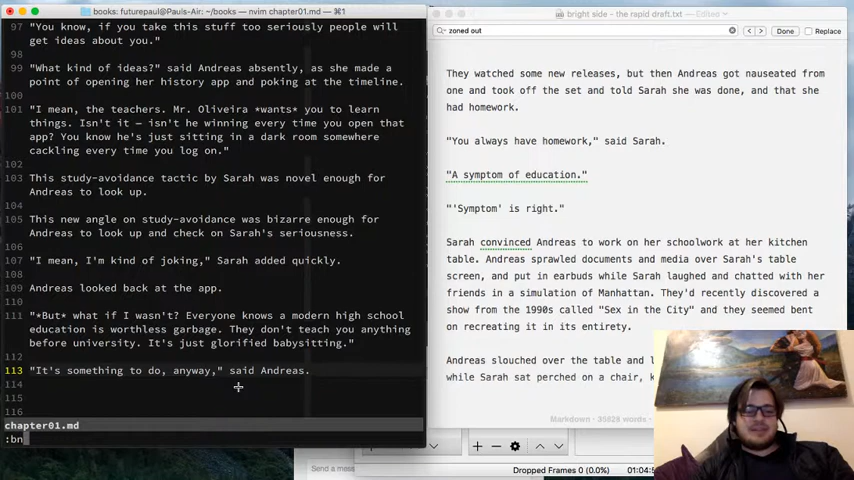 books: futurepaul@Pauls-Air: ~/books — nvim chapter01.md — ⌘1
97 "You know, if you take this stuff too seriously people will
get ideas about you."
98
99 "What kind of ideas?" said Andreas absently, as she made a
point of opening her history app and poking at the timeline.
100
101 "I mean, the teachers. Mr. Oliveira *wants* you to learn
things. Isn't it — isn't he winning every time you open that
app? You know he's just sitting in a dark room somewhere
cackling every time you log on."
102
103 This study-avoidance tactic by Sarah was novel enough for
Andreas to look up.
104
105 This new angle on study-avoidance was bizarre enough for
Andreas to look up and check on Sarah's seriousness.
106
107 "I mean, I'm kind of joking," Sarah added quickly.
108
109 Andreas looked back at the app.
110
111 "*But* what if I wasn't? Everyone knows a modern high school
education is worthless garbage. They don't teach you anything
before university. It's just glorified babysitting."
112
113 "It's something to do, anyway," said Andreas.
114
115
116
chapter01.md
:bn
bright side - the rapid dreft.txt — Edited
zoned out
Done
Replace
They watched some new releases, but then Andreas got nauseated from
one and took off the set and told Sarah she was done, and that she
had homework.
"You always have homework," said Sarah.
"A symptom of education."
"'Symptom' is right."
Sarah convinced Andreas to work on her schoolwork at her kitchen
table. Andreas sprawled documents and media over Sarah's table
screen, and put in earbuds while Sarah laughed and chatted with her
friends in a simulation of Manhattan. They'd recently discovered a
show from the 1990s called "Sex in the City" and they seemed bent
on recreating it in its entirety.
Andreas slouched over the table and l
while Sarah sat perched on a chair, k
Markdown — 35628 words
Send a mess
Dropped Frames 0 (0.0%)
01:04:5